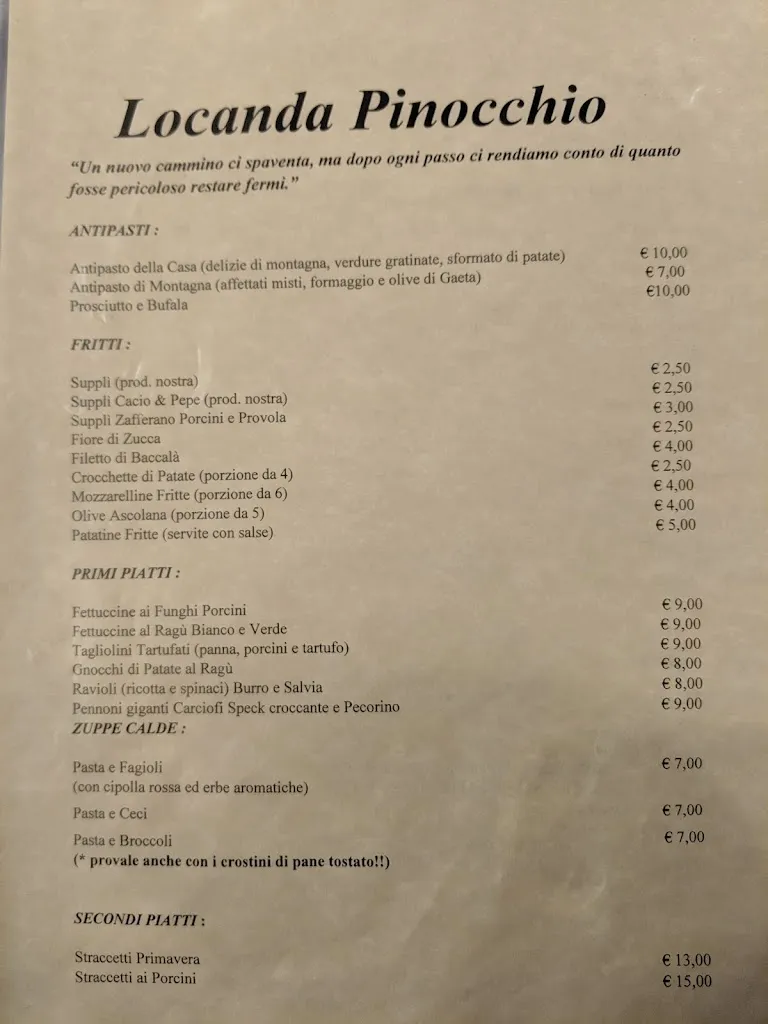 Locanda Pinocchio
“Un nuovo cammino ci spaventa, ma dopo ogni passo ci rendiamo conto di quanto
fosse pericoloso restare fermi.”
ANTIPASTI :
Antipasto della Casa (delizie di montagna, verdure gratinate, sformato di patate) € 10,00
Antipasto di Montagna (affettati misti, formaggio e olive di Gaeta) € 7,00
Prosciutto e Bufala €10,00
FRITTI :
Supplì (prod. nostra) € 2,50
Supplì Cacio & Pepe (prod. nostra) € 2,50
Supplì Zafferano Porcini e Provola € 3,00
Fiore di Zucca € 2,50
Filetto di Baccalà € 4,00
Crocchette di Patate (porzione da 4) € 2,50
Mozzarelline Fritte (porzione da 6) € 4,00
Olive Ascolana (porzione da 5) € 4,00
Patatine Fritte (servite con salse) € 5,00
PRIMI PIATTI :
Fettuccine ai Funghi Porcini € 9,00
Fettuccine al Ragù Bianco e Verde € 9,00
Tagliolini Tartufati (panna, porcini e tartufo) € 9,00
Gnocchi di Patate al Ragù € 8,00
Ravioli (ricotta e spinaci) Burro e Salvia € 8,00
Pennoni giganti Carciofi Speck croccante e Pecorino € 9,00
ZUPPE CALDE :
Pasta e Fagioli € 7,00
(con cipolla rossa ed erbe aromatiche)
Pasta e Ceci € 7,00
Pasta e Broccoli € 7,00
(* provale anche con i crostini di pane tostato!!)
SECONDI PIATTI :
Straccetti Primavera € 13,00
Straccetti ai Porcini € 15,00